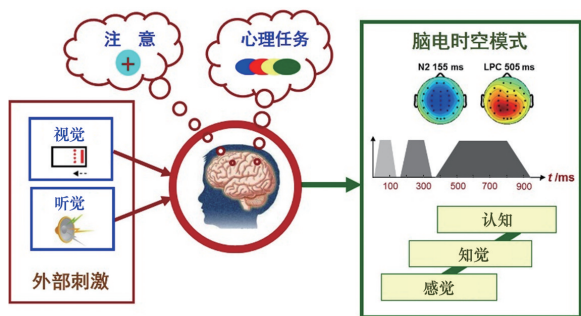 注 意
心理任务
脑电时空模式
N2 155 ms
LPC 505 ms
视觉
听觉
外部刺激
t /ms
100
300
500
700
900
认知
知觉
感觉